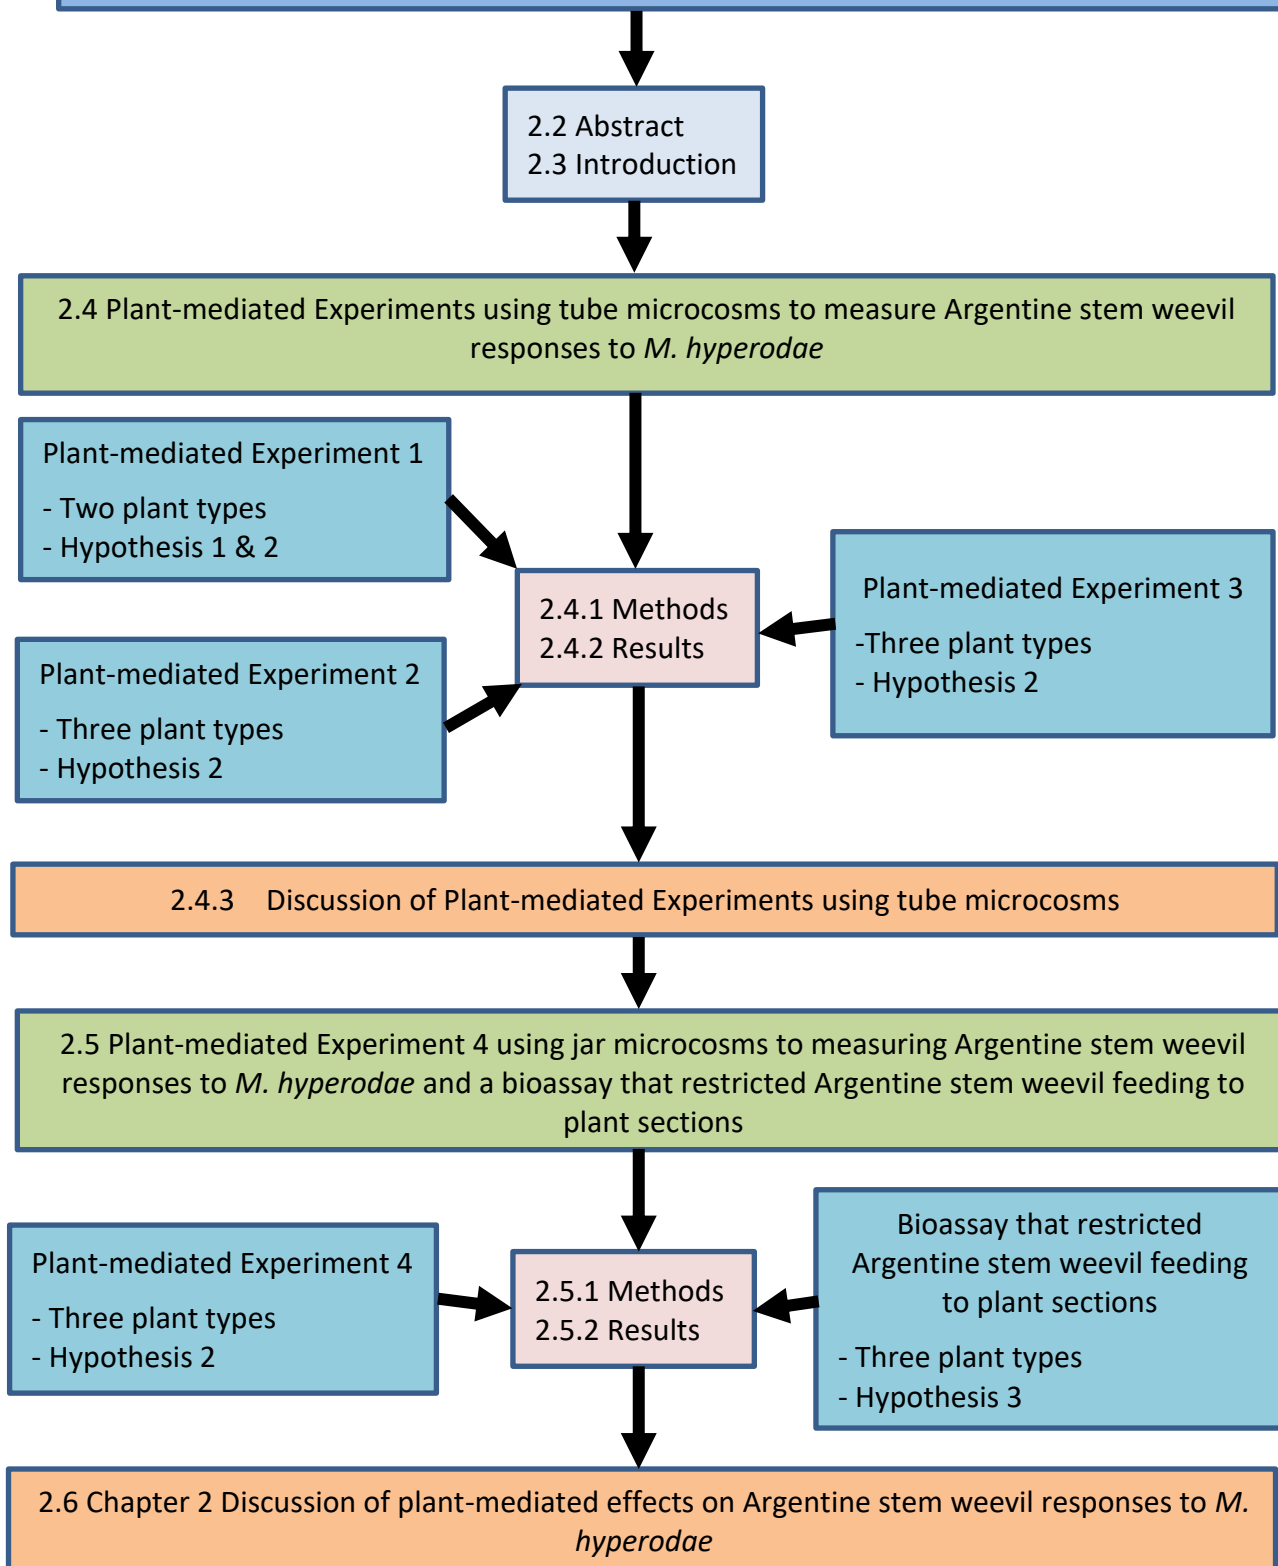 2.2 Abstract
2.3 Introduction
2.4 Plant-mediated Experiments using tube microcosms to measure Argentine stem weevil
responses to M. hyperodae
Plant-mediated Experiment 1
- Two plant types
- Hypothesis 1 & 2
2.4.1 Methods
2.4.2 Results
Plant-mediated Experiment 3
-Three plant types
- Hypothesis 2
Plant-mediated Experiment 2
- Three plant types
- Hypothesis 2
2.4.3 Discussion of Plant-mediated Experiments using tube microcosms
2.5 Plant-mediated Experiment 4 using jar microcosms to measuring Argentine stem weevil
responses to M. hyperodae and a bioassay that restricted Argentine stem weevil feeding to
plant sections
Plant-mediated Experiment 4
- Three plant types
- Hypothesis 2
2.5.1 Methods
2.5.2 Results
Bioassay that restricted
Argentine stem weevil feeding
to plant sections
- Three plant types
- Hypothesis 3
2.6 Chapter 2 Discussion of plant-mediated effects on Argentine stem weevil responses to M.
hyperodae